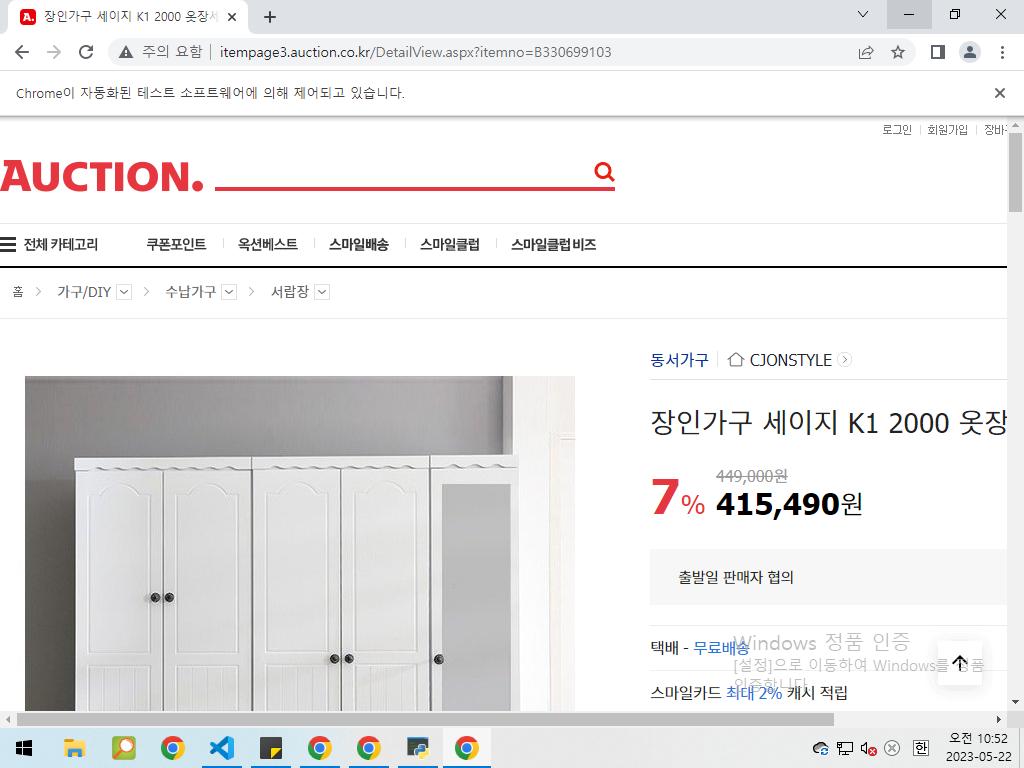 장인가구 세이지 K1 2000 옷장세
주의 요함
itempage3.auction.co.kr/DetailView.aspx?itemno=B330699103
Chrome이 자동화된 테스트 소프트웨어에 의해 제어되고 있습니다.
로그인 회원가입 장바구
AUCTION.
전체 카테고리 쿠폰포인트 옥션베스트 스마일배송 스마일클럽 스마일클럽 비즈
홈 가구/DIY 수납가구 서랍장
동서가구 CJONSTYLE
장인가구 세이지 K1 2000 옷장
449,000원
7% 415,490원
출발일 판매자 협의
택배 - 무료배송
Windows 정품 인증
[설정]으로 이동하여 Windows를 정품
인증합니다.
스마일카드 최대 2% 캐시 적립
한
오전 10:52
2023-05-22